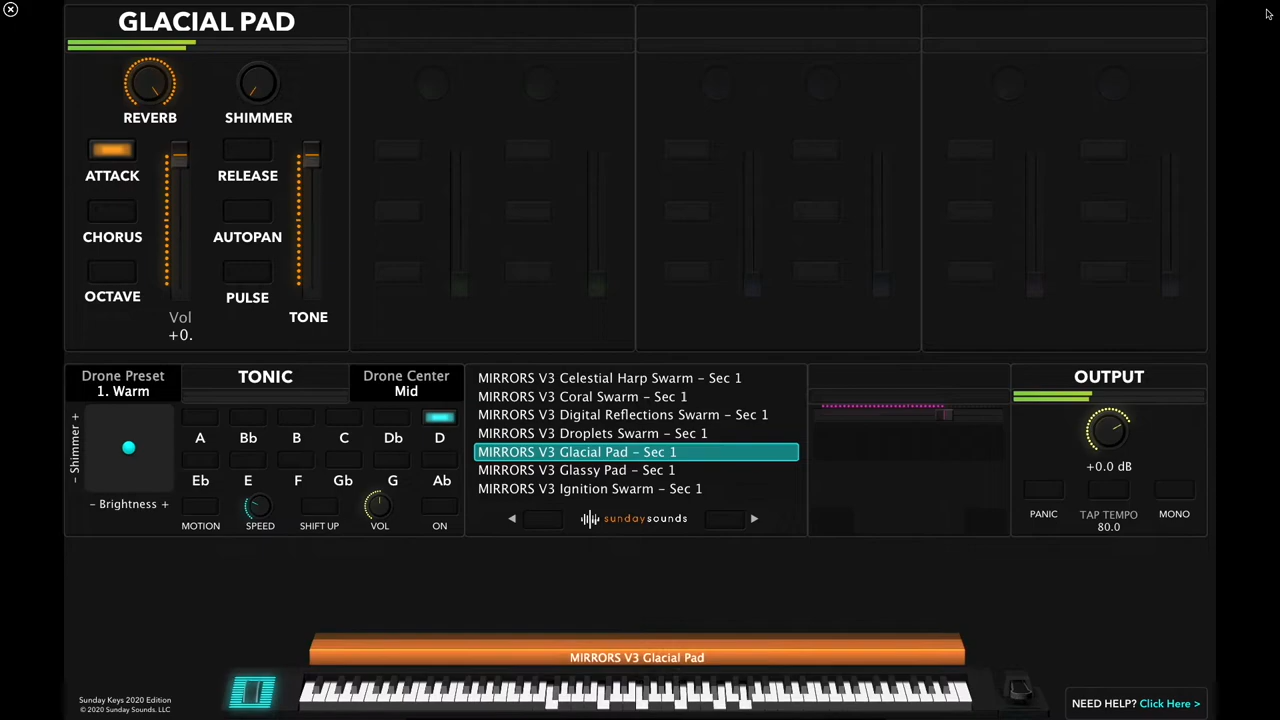 GLACIAL PAD
REVERB
SHIMMER
ATTACK
RELEASE
CHORUS
AUTOPAN
OCTAVE
PULSE
Vol
+0.
TONE
Drone Preset
1. Warm
TONIC
Drone Center
Mid
- Shimmer +
- Brightness +
A
Bb
B
C
Db
D
Eb
E
F
Gb
G
Ab
MOTION
SPEED
SHIFT UP
VOL
ON
MIRRORS V3 Celestial Harp Swarm – Sec 1
MIRRORS V3 Coral Swarm – Sec 1
MIRRORS V3 Digital Reflections Swarm – Sec 1
MIRRORS V3 Droplets Swarm – Sec 1
MIRRORS V3 Glacial Pad – Sec 1
MIRRORS V3 Glassy Pad – Sec 1
MIRRORS V3 Ignition Swarm – Sec 1
sundaysounds
OUTPUT
+0.0 dB
PANIC
TAP TEMPO
80.0
MONO
MIRRORS V3 Glacial Pad
Sunday Keys 2020 Edition
© 2020 Sunday Sounds. LLC
NEED HELP? Click Here >